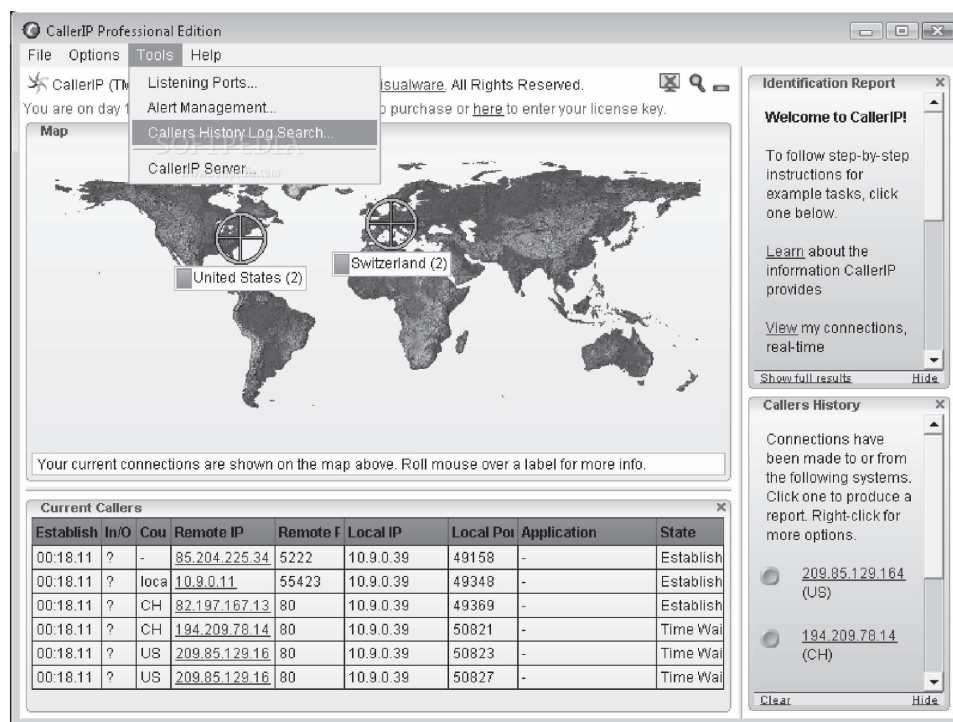 CallerIP Professional Edition
File Options Tools Help
CallerIP (TM
isualware. All Rights Reserved.
You are on day 1
o purchase or here to enter your license key.
Listening Ports...
Alert Management...
Callers History Log Search...
SOFTPEDIA
CallerIP Server...
Map
United States (2)
Switzerland (2)
Your current connections are shown on the map above. Roll mouse over a label for more info.
Current Callers
Establish In/O Cou Remote IP Remote P Local IP Local Por Application State
00:18.11 ? - 85.204.225.34 5222 10.9.0.39 49158 - Establish
00:18.11 ? loca 10.9.0.11 55423 10.9.0.39 49348 - Establish
00:18.11 ? CH 82.197.167.13 80 10.9.0.39 49369 - Establish
00:18.11 ? CH 194.209.78.14 80 10.9.0.39 50821 - Time Wai
00:18.11 ? US 209.85.129.16 80 10.9.0.39 50823 - Time Wai
00:18.11 ? US 209.85.129.16 80 10.9.0.39 50827 - Time Wai
Identification Report
Welcome to CallerIP!
To follow step-by-step
instructions for
example tasks, click
one below.
Learn about the
information CallerIP
provides
View my connections,
real-time
Show full results Hide
Callers History
Connections have
been made to or from
the following systems.
Click one to produce a
report. Right-click for
more options.
209.85.129.164
(US)
194.209.78.14
(CH)
Clear Hide